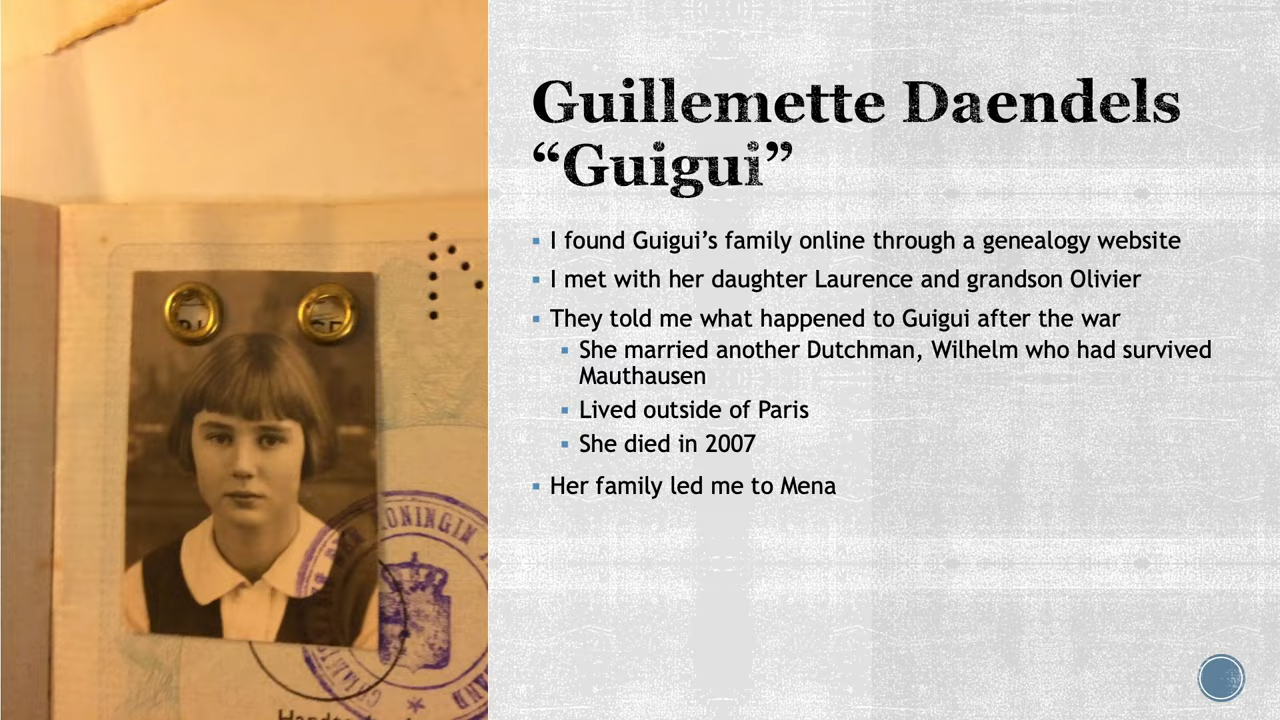 Guillemette Daendels
“Guigui”
▪ I found Guigui’s family online through a genealogy website
▪ I met with her daughter Laurence and grandson Olivier
▪ They told me what happened to Guigui after the war
▪ She married another Dutchman, Wilhelm who had survived
Mauthausen
▪ Lived outside of Paris
▪ She died in 2007
▪ Her family led me to Mena
KONINGIN